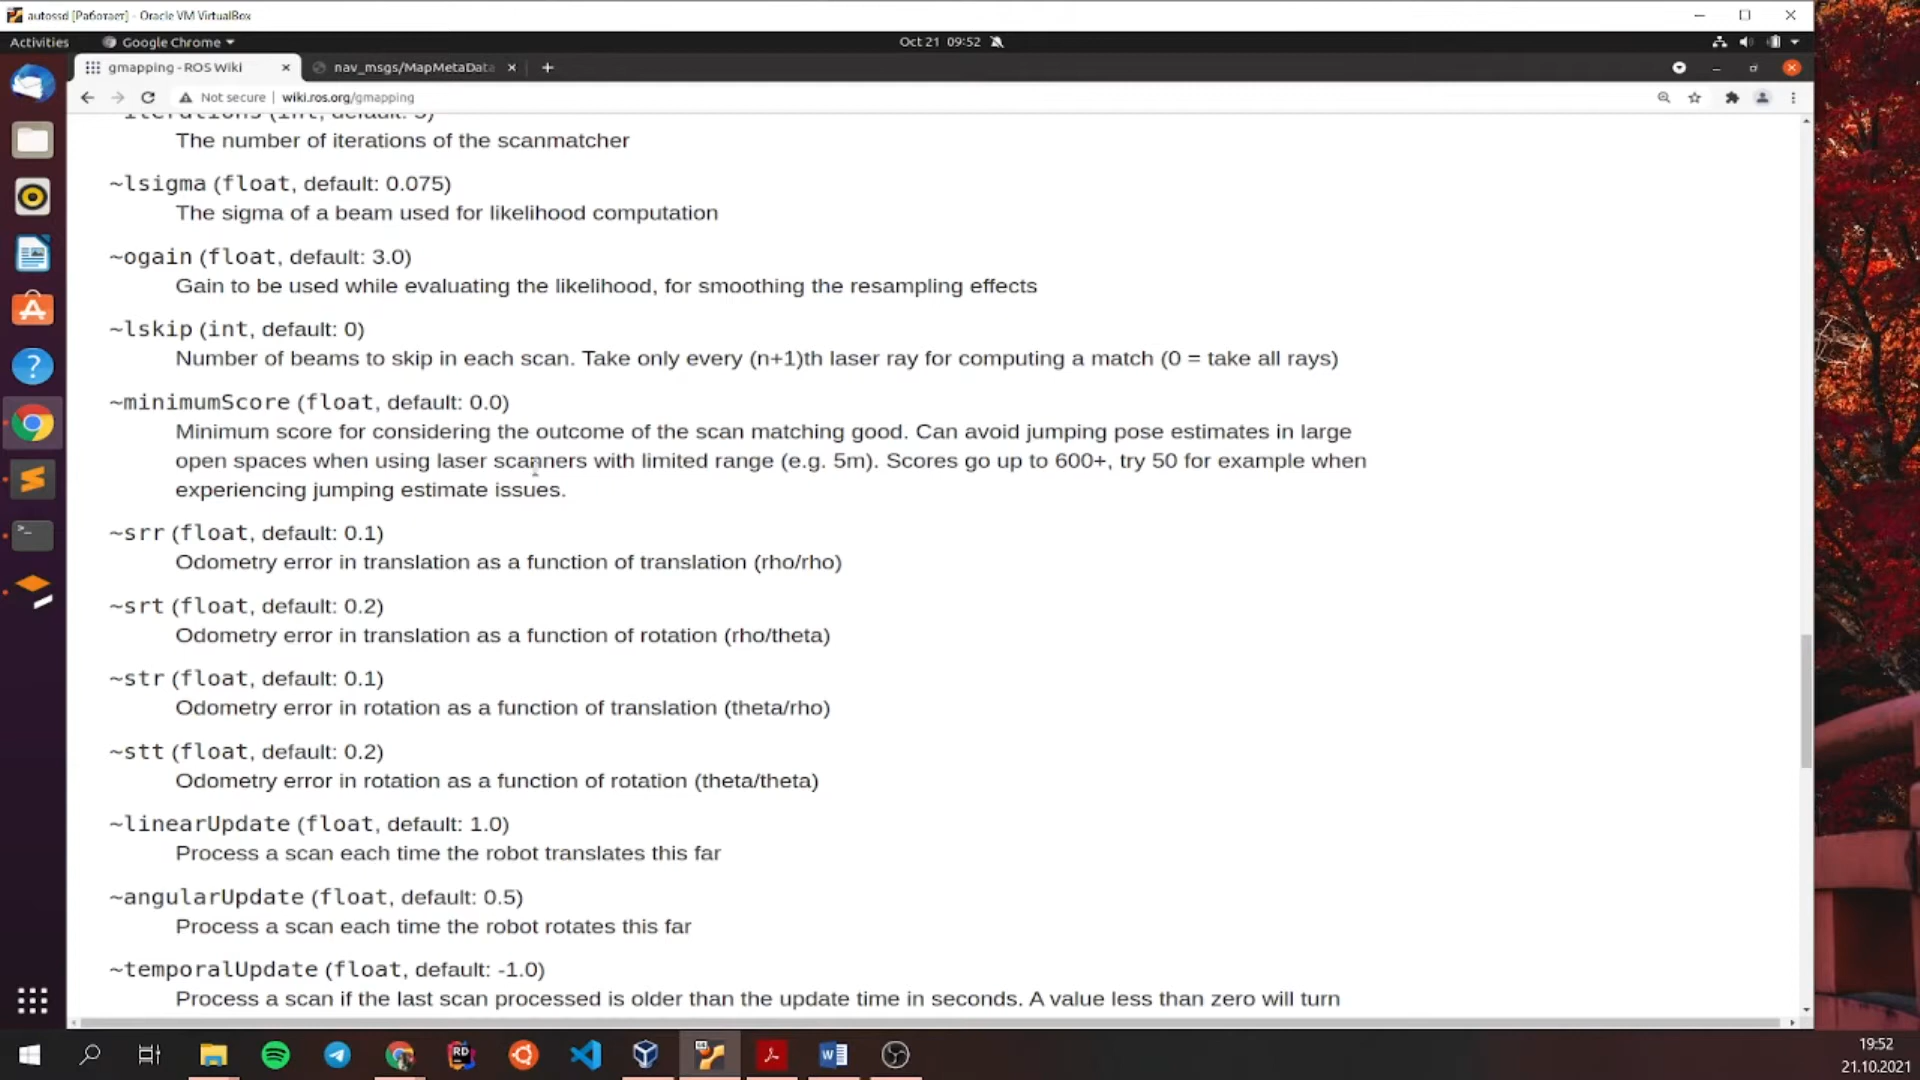 autossd [Работает] - Oracle VM VirtualBox
Activities
Google Chrome
Oct 21 09:52
gmapping - ROS Wiki
nav_msgs/MapMetaData
Not secure | wiki.ros.org/gmapping
~iterations (int, default: 5)
The number of iterations of the scanmatcher
~lsigma (float, default: 0.075)
The sigma of a beam used for likelihood computation
~ogain (float, default: 3.0)
Gain to be used while evaluating the likelihood, for smoothing the resampling effects
~lskip (int, default: 0)
Number of beams to skip in each scan. Take only every (n+1)th laser ray for computing a match (0 = take all rays)
~minimumScore (float, default: 0.0)
Minimum score for considering the outcome of the scan matching good. Can avoid jumping pose estimates in large
open spaces when using laser scanners with limited range (e.g. 5m). Scores go up to 600+, try 50 for example when
experiencing jumping estimate issues.
~srr (float, default: 0.1)
Odometry error in translation as a function of translation (rho/rho)
~srt (float, default: 0.2)
Odometry error in translation as a function of rotation (rho/theta)
~str (float, default: 0.1)
Odometry error in rotation as a function of translation (theta/rho)
~stt (float, default: 0.2)
Odometry error in rotation as a function of rotation (theta/theta)
~linearUpdate (float, default: 1.0)
Process a scan each time the robot translates this far
~angularUpdate (float, default: 0.5)
Process a scan each time the robot rotates this far
~temporalUpdate (float, default: -1.0)
Process a scan if the last scan processed is older than the update time in seconds. A value less than zero will turn
19:52
21.10.2021